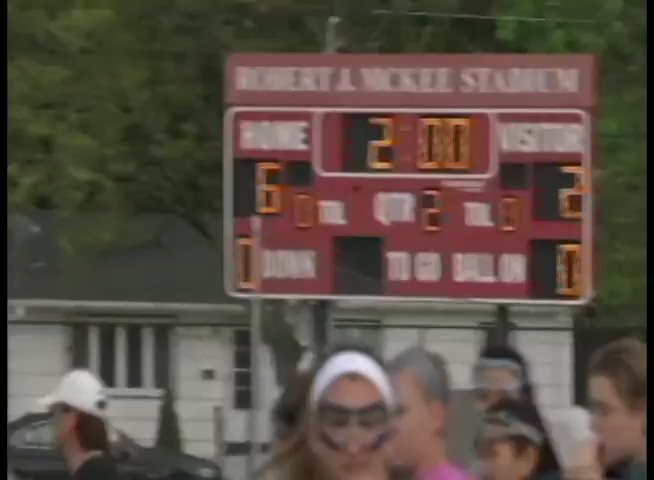 ROBERT J. MCKEE STADIUM
HOME 2:00 VISITOR
6 2
0 TOL QTR 2 TOL 0
0 DOWN TO GO BALL ON 0